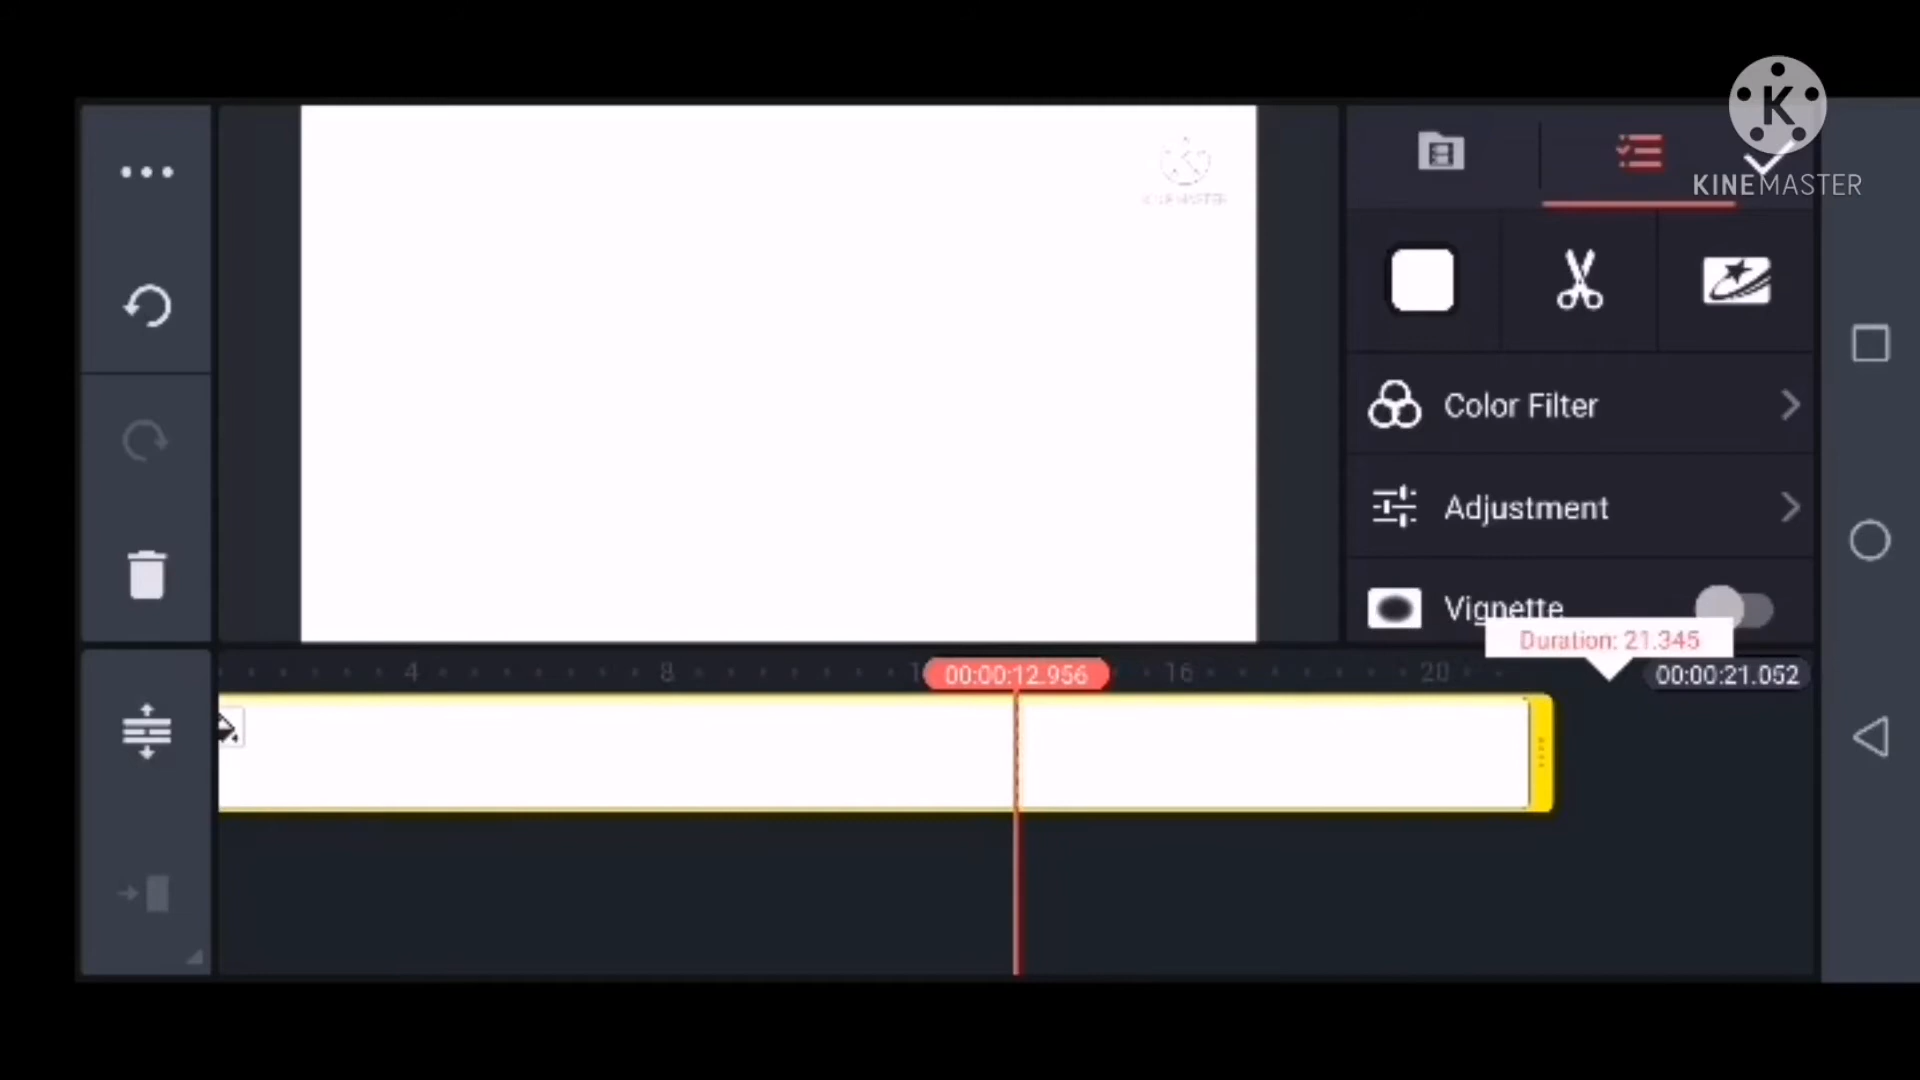 KINEMASTER
KINEMASTER
Color Filter
Adjustment
Vignette
Duration: 21.345
4
8
00:00:12.956
16
20
00:00:21.052